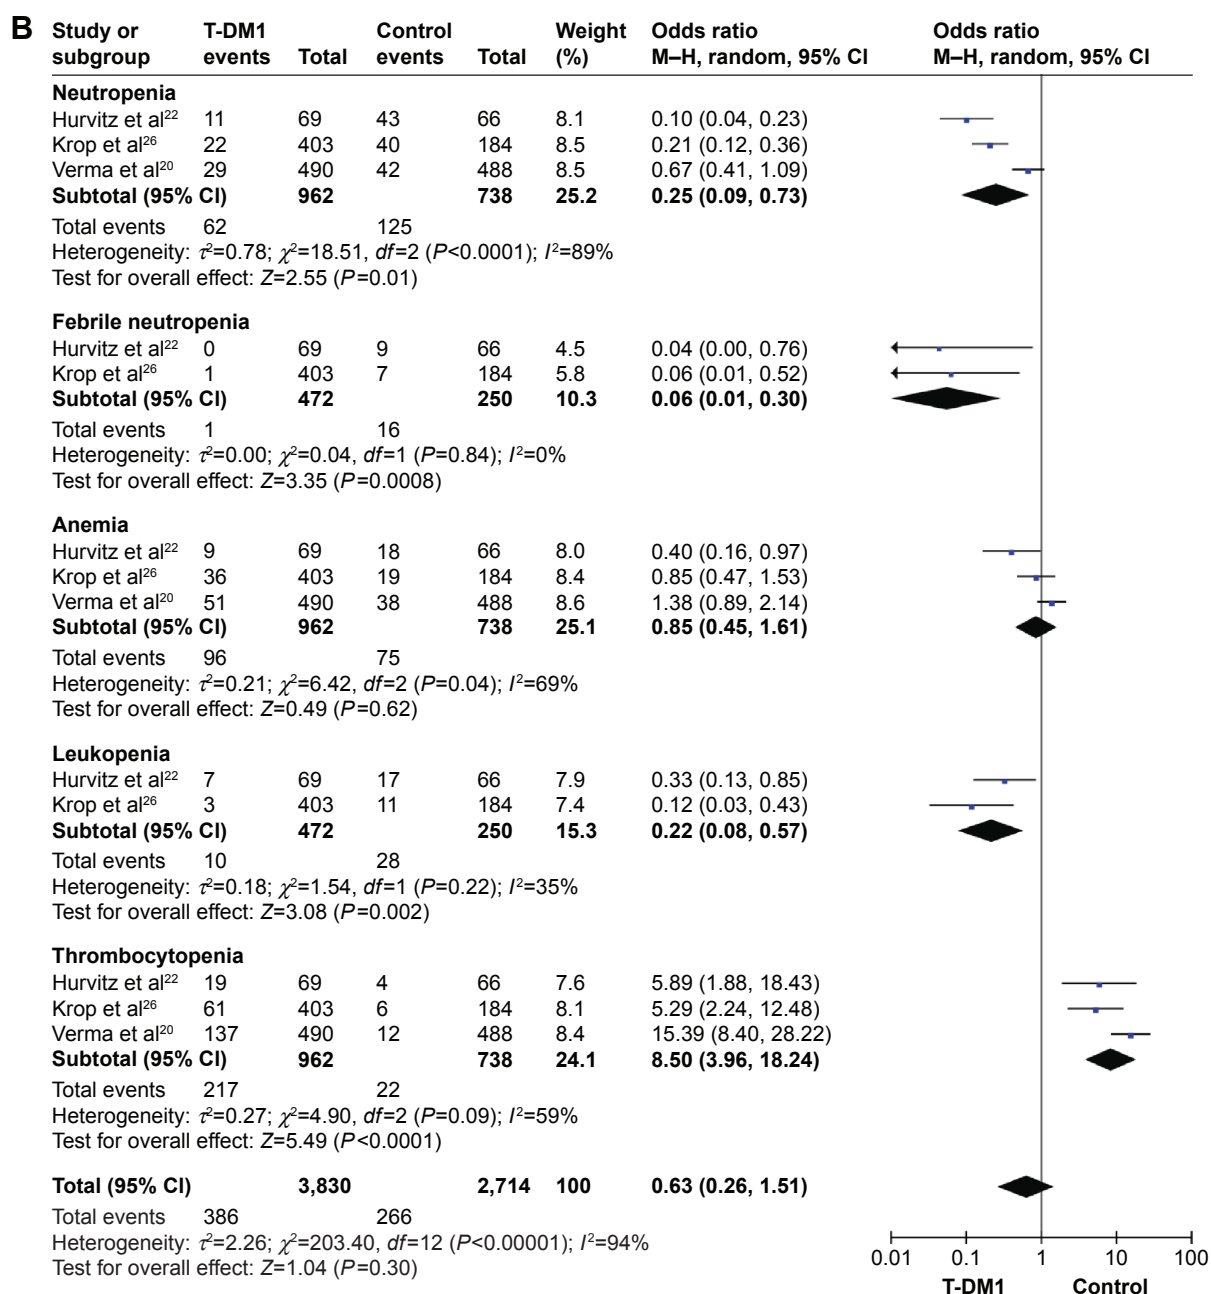 B
Study or subgroup T-DM1 events Total Control events Total Weight (%) Odds ratio M–H, random, 95% CI Odds ratio M–H, random, 95% CI
Neutropenia
Hurvitz et al22 11 69 43 66 8.1 0.10 (0.04, 0.23)
Krop et al26 22 403 40 184 8.5 0.21 (0.12, 0.36)
Verma et al20 29 490 42 488 8.5 0.67 (0.41, 1.09)
Subtotal (95% CI) 962 738 25.2 0.25 (0.09, 0.73)
Total events 62 125
Heterogeneity: τ2=0.78; χ2=18.51, df=2 (P<0.0001); I2=89%
Test for overall effect: Z=2.55 (P=0.01)
Febrile neutropenia
Hurvitz et al22 0 69 9 66 4.5 0.04 (0.00, 0.76)
Krop et al26 1 403 7 184 5.8 0.06 (0.01, 0.52)
Subtotal (95% CI) 472 250 10.3 0.06 (0.01, 0.30)
Total events 1 16
Heterogeneity: τ2=0.00; χ2=0.04, df=1 (P=0.84); I2=0%
Test for overall effect: Z=3.35 (P=0.0008)
Anemia
Hurvitz et al22 9 69 18 66 8.0 0.40 (0.16, 0.97)
Krop et al26 36 403 19 184 8.4 0.85 (0.47, 1.53)
Verma et al20 51 490 38 488 8.6 1.38 (0.89, 2.14)
Subtotal (95% CI) 962 738 25.1 0.85 (0.45, 1.61)
Total events 96 75
Heterogeneity: τ2=0.21; χ2=6.42, df=2 (P=0.04); I2=69%
Test for overall effect: Z=0.49 (P=0.62)
Leukopenia
Hurvitz et al22 7 69 17 66 7.9 0.33 (0.13, 0.85)
Krop et al26 3 403 11 184 7.4 0.12 (0.03, 0.43)
Subtotal (95% CI) 472 250 15.3 0.22 (0.08, 0.57)
Total events 10 28
Heterogeneity: τ2=0.18; χ2=1.54, df=1 (P=0.22); I2=35%
Test for overall effect: Z=3.08 (P=0.002)
Thrombocytopenia
Hurvitz et al22 19 69 4 66 7.6 5.89 (1.88, 18.43)
Krop et al26 61 403 6 184 8.1 5.29 (2.24, 12.48)
Verma et al20 137 490 12 488 8.4 15.39 (8.40, 28.22)
Subtotal (95% CI) 962 738 24.1 8.50 (3.96, 18.24)
Total events 217 22
Heterogeneity: τ2=0.27; χ2=4.90, df=2 (P=0.09); I2=59%
Test for overall effect: Z=5.49 (P<0.0001)
Total (95% CI) 3,830 2,714 100 0.63 (0.26, 1.51)
Total events 386 266
Heterogeneity: τ2=2.26; χ2=203.40, df=12 (P<0.00001); I2=94%
Test for overall effect: Z=1.04 (P=0.30)
0.01 0.1 1 10 100
T-DM1 Control